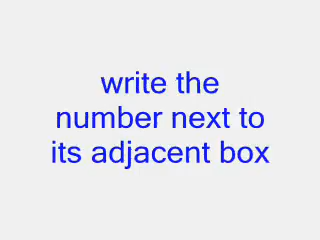 write the
number next to
its adjacent box